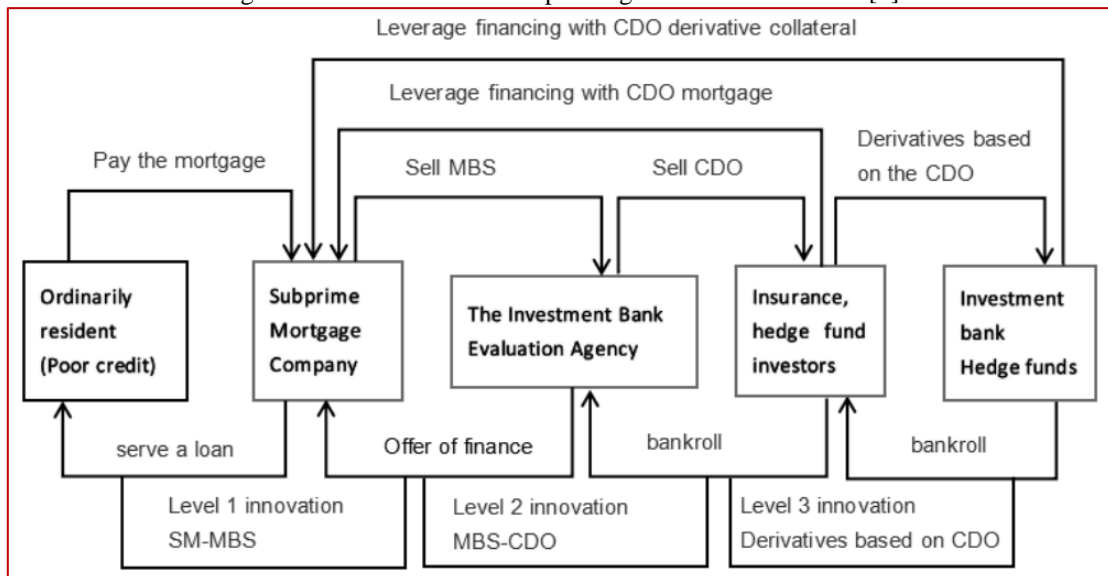 Leverage financing with CDO derivative collateral
Leverage financing with CDO mortgage
Pay the mortgage
Sell MBS
Sell CDO
Derivatives based
on the CDO
Ordinarily
resident
(Poor credit)
Subprime
Mortgage
Company
The Investment Bank
Evaluation Agency
Insurance,
hedge fund
investors
Investment
bank
Hedge funds
serve a loan
Offer of finance
bankroll
bankroll
Level 1 innovation
SM-MBS
Level 2 innovation
MBS-CDO
Level 3 innovation
Derivatives based on CDO